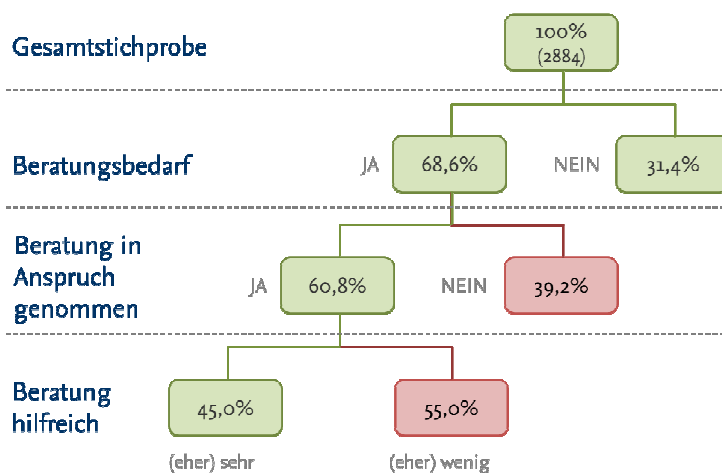 Gesamtstichprobe
100%
(2884)
Beratungsbedarf
JA
68,6%
NEIN
31,4%
Beratung in
Anspruch
genommen
JA
60,8%
NEIN
39,2%
Beratung
hilfreich
45,0%
55,0%
(eher) sehr
(eher) wenig